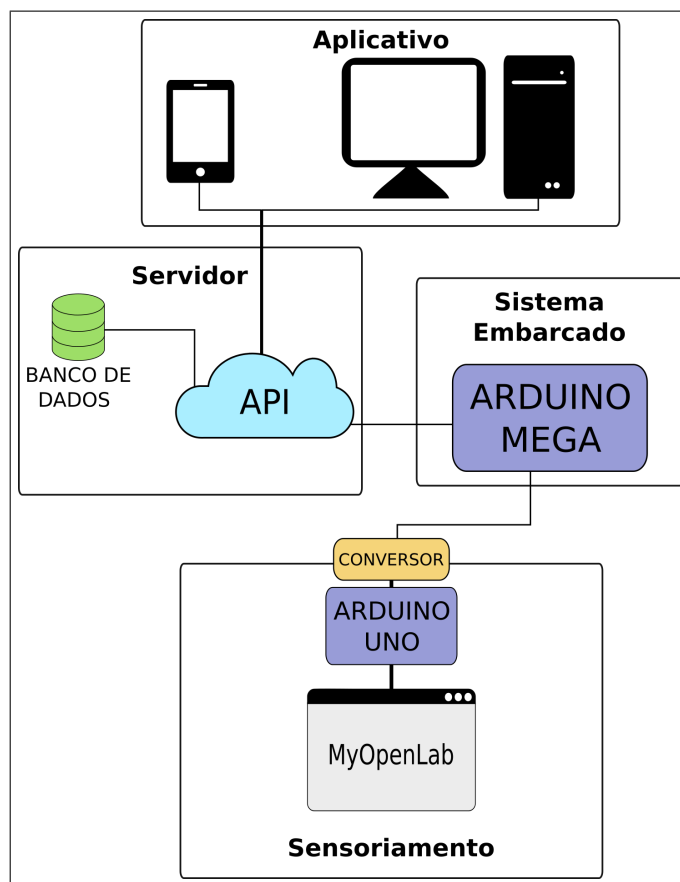 Aplicativo
Servidor
BANCO DE
DADOS
API
Sistema
Embarcado
ARDUINO
MEGA
CONVERSOR
ARDUINO
UNO
MyOpenLab
Sensoriamento